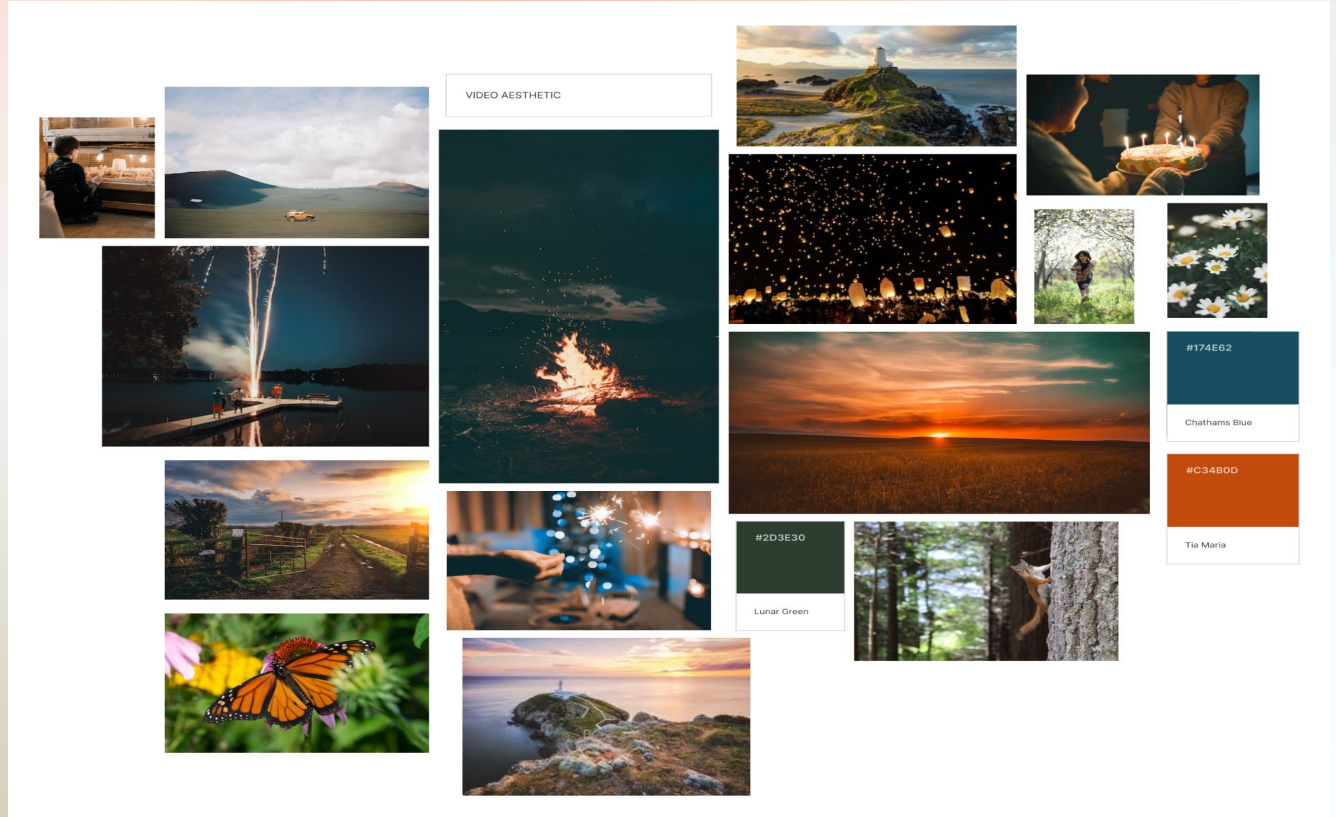 VIDEO AESTHETIC
#174E62
Chathams Blue
#C34B0D
Tia Maria
#2D3E30
Lunar Green